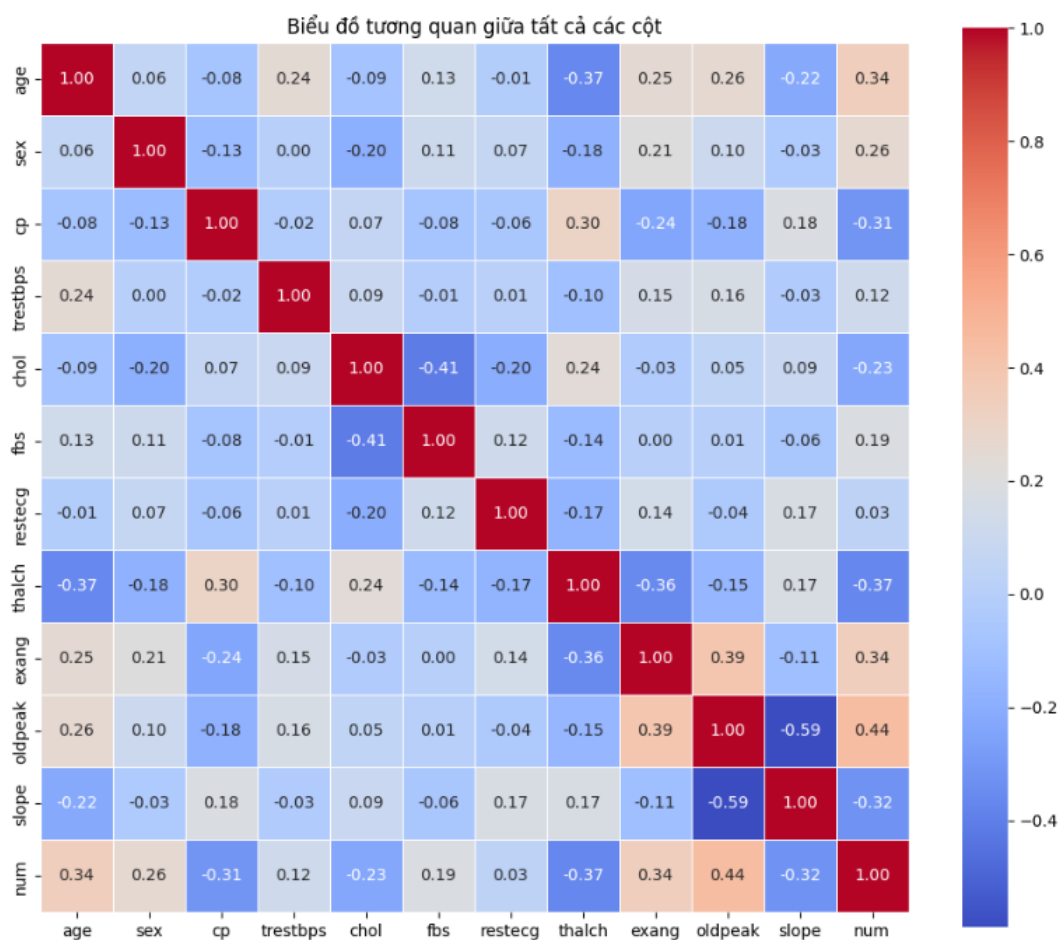 Biểu đồ tương quan giữa tất cả các cột
age 1.00 0.06 -0.08 0.24 -0.09 0.13 -0.01 -0.37 0.25 0.26 -0.22 0.34
sex 0.06 1.00 -0.13 0.00 -0.20 0.11 0.07 -0.18 0.21 0.10 -0.03 0.26
cp -0.08 -0.13 1.00 -0.02 0.07 -0.08 -0.06 0.30 -0.24 -0.18 0.18 -0.31
trestbps 0.24 0.00 -0.02 1.00 0.09 -0.01 0.01 -0.10 0.15 0.16 -0.03 0.12
chol -0.09 -0.20 0.07 0.09 1.00 -0.41 -0.20 0.24 -0.03 0.05 0.09 -0.23
fbs 0.13 0.11 -0.08 -0.01 -0.41 1.00 0.12 -0.14 0.00 0.01 -0.06 0.19
restecg -0.01 0.07 -0.06 0.01 -0.20 0.12 1.00 -0.17 0.14 -0.04 0.17 0.03
thalch -0.37 -0.18 0.30 -0.10 0.24 -0.14 -0.17 1.00 -0.36 -0.15 0.17 -0.37
exang 0.25 0.21 -0.24 0.15 -0.03 0.00 0.14 -0.36 1.00 0.39 -0.11 0.34
oldpeak 0.26 0.10 -0.18 0.16 0.05 0.01 -0.04 -0.15 0.39 1.00 -0.59 0.44
slope -0.22 -0.03 0.18 -0.03 0.09 -0.06 0.17 0.17 -0.11 -0.59 1.00 -0.32
num 0.34 0.26 -0.31 0.12 -0.23 0.19 0.03 -0.37 0.34 0.44 -0.32 1.00
age sex cp trestbps chol fbs restecg thalch exang oldpeak slope num
1.0
0.8
0.6
0.4
0.2
0.0
−0.2
−0.4